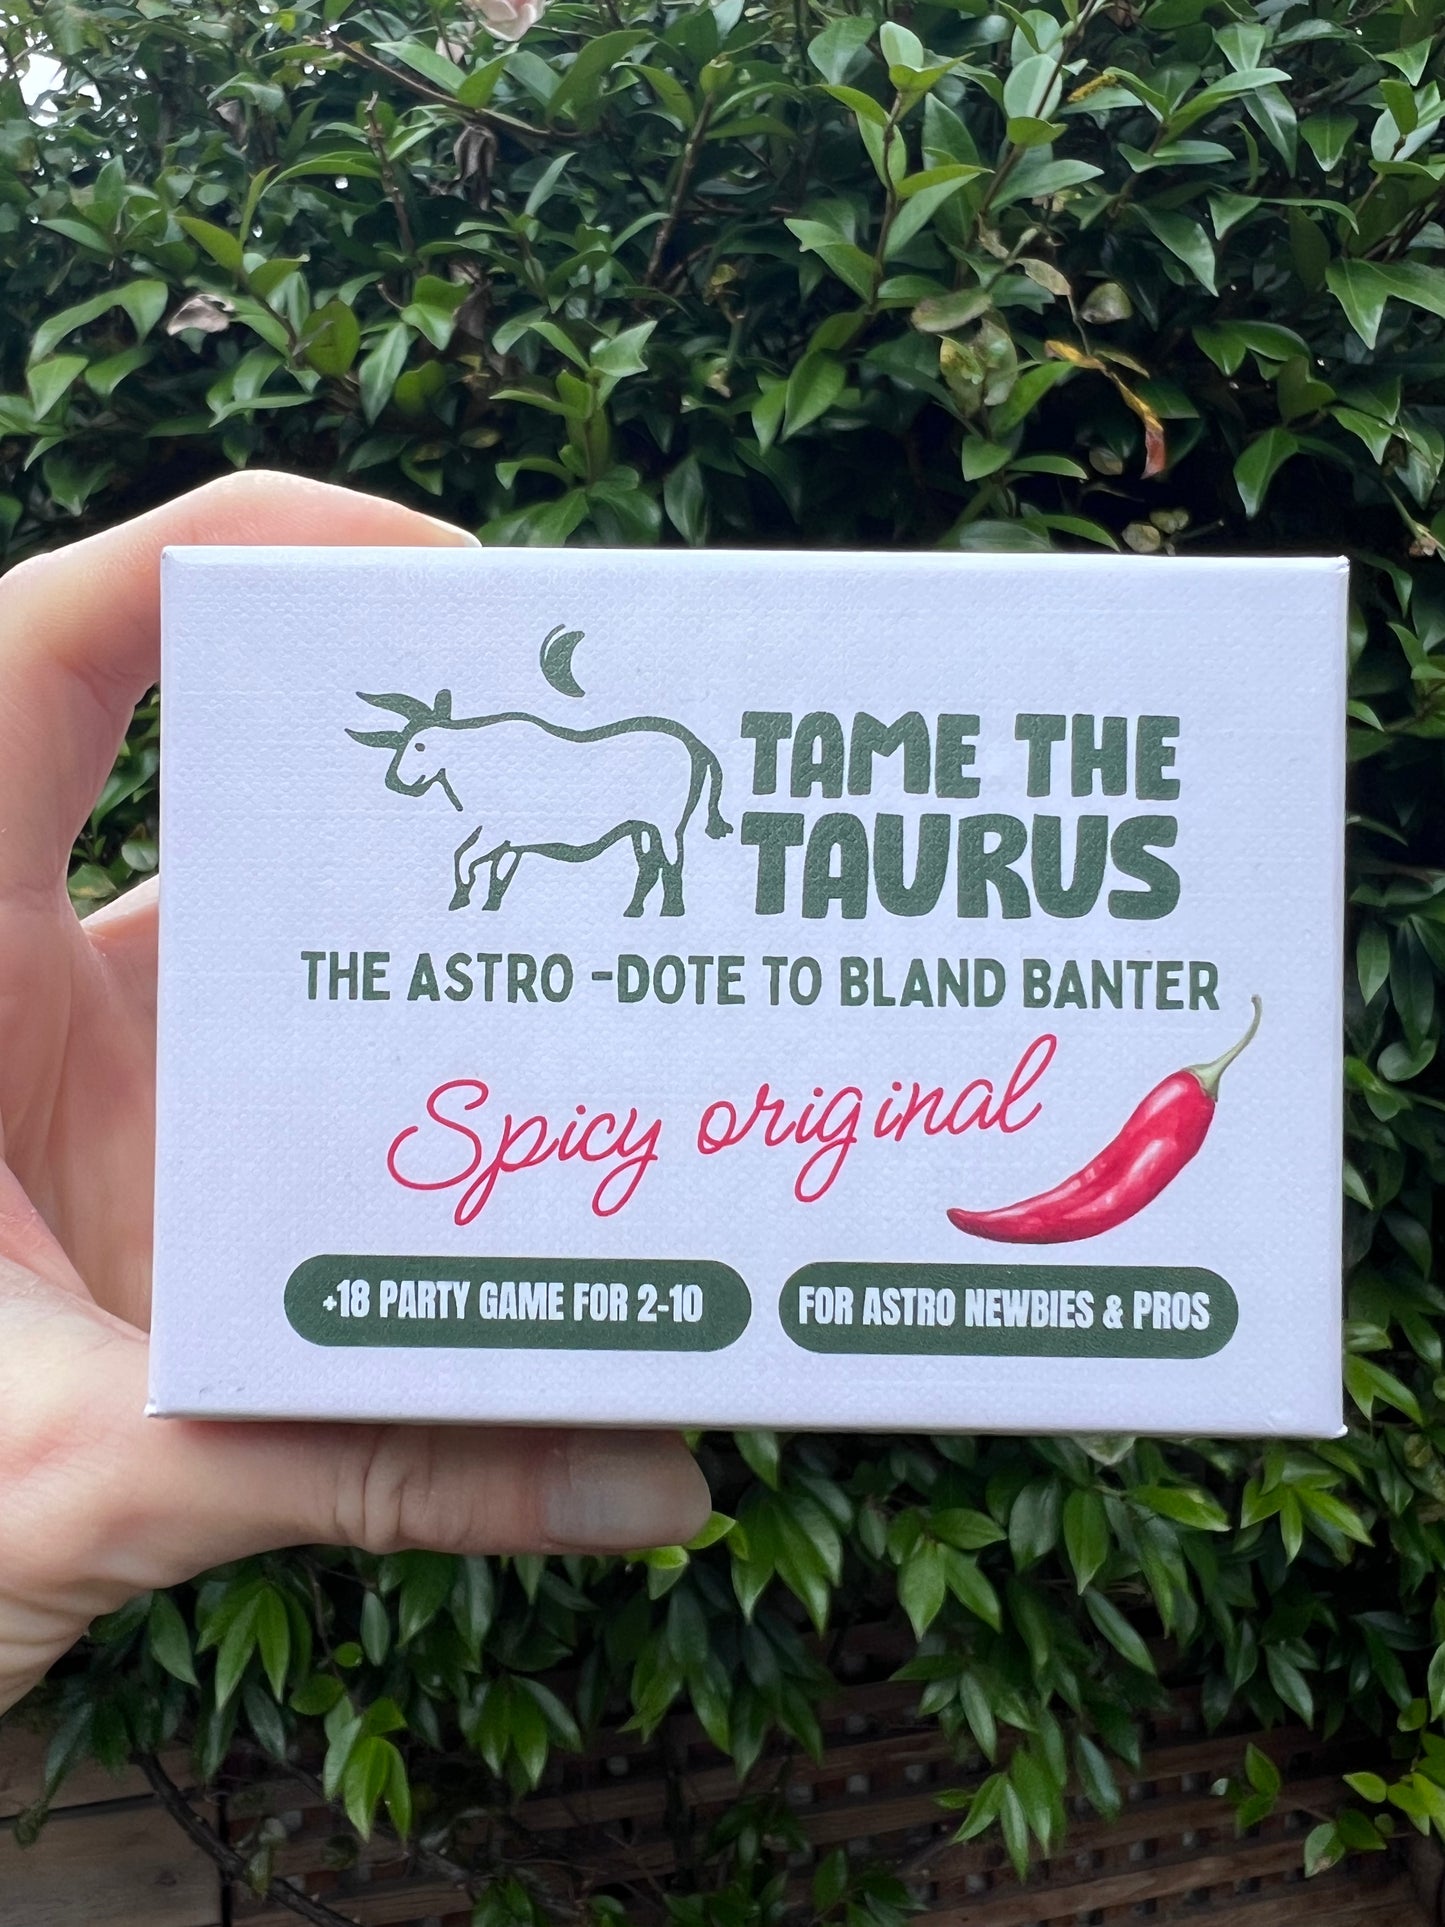 TAME THE
TAURUS
THE ASTRO -DOTE TO BLAND BANTER
Spicy original
+18 PARTY GAME FOR 2-10
FOR ASTRO NEWBIES & PROS